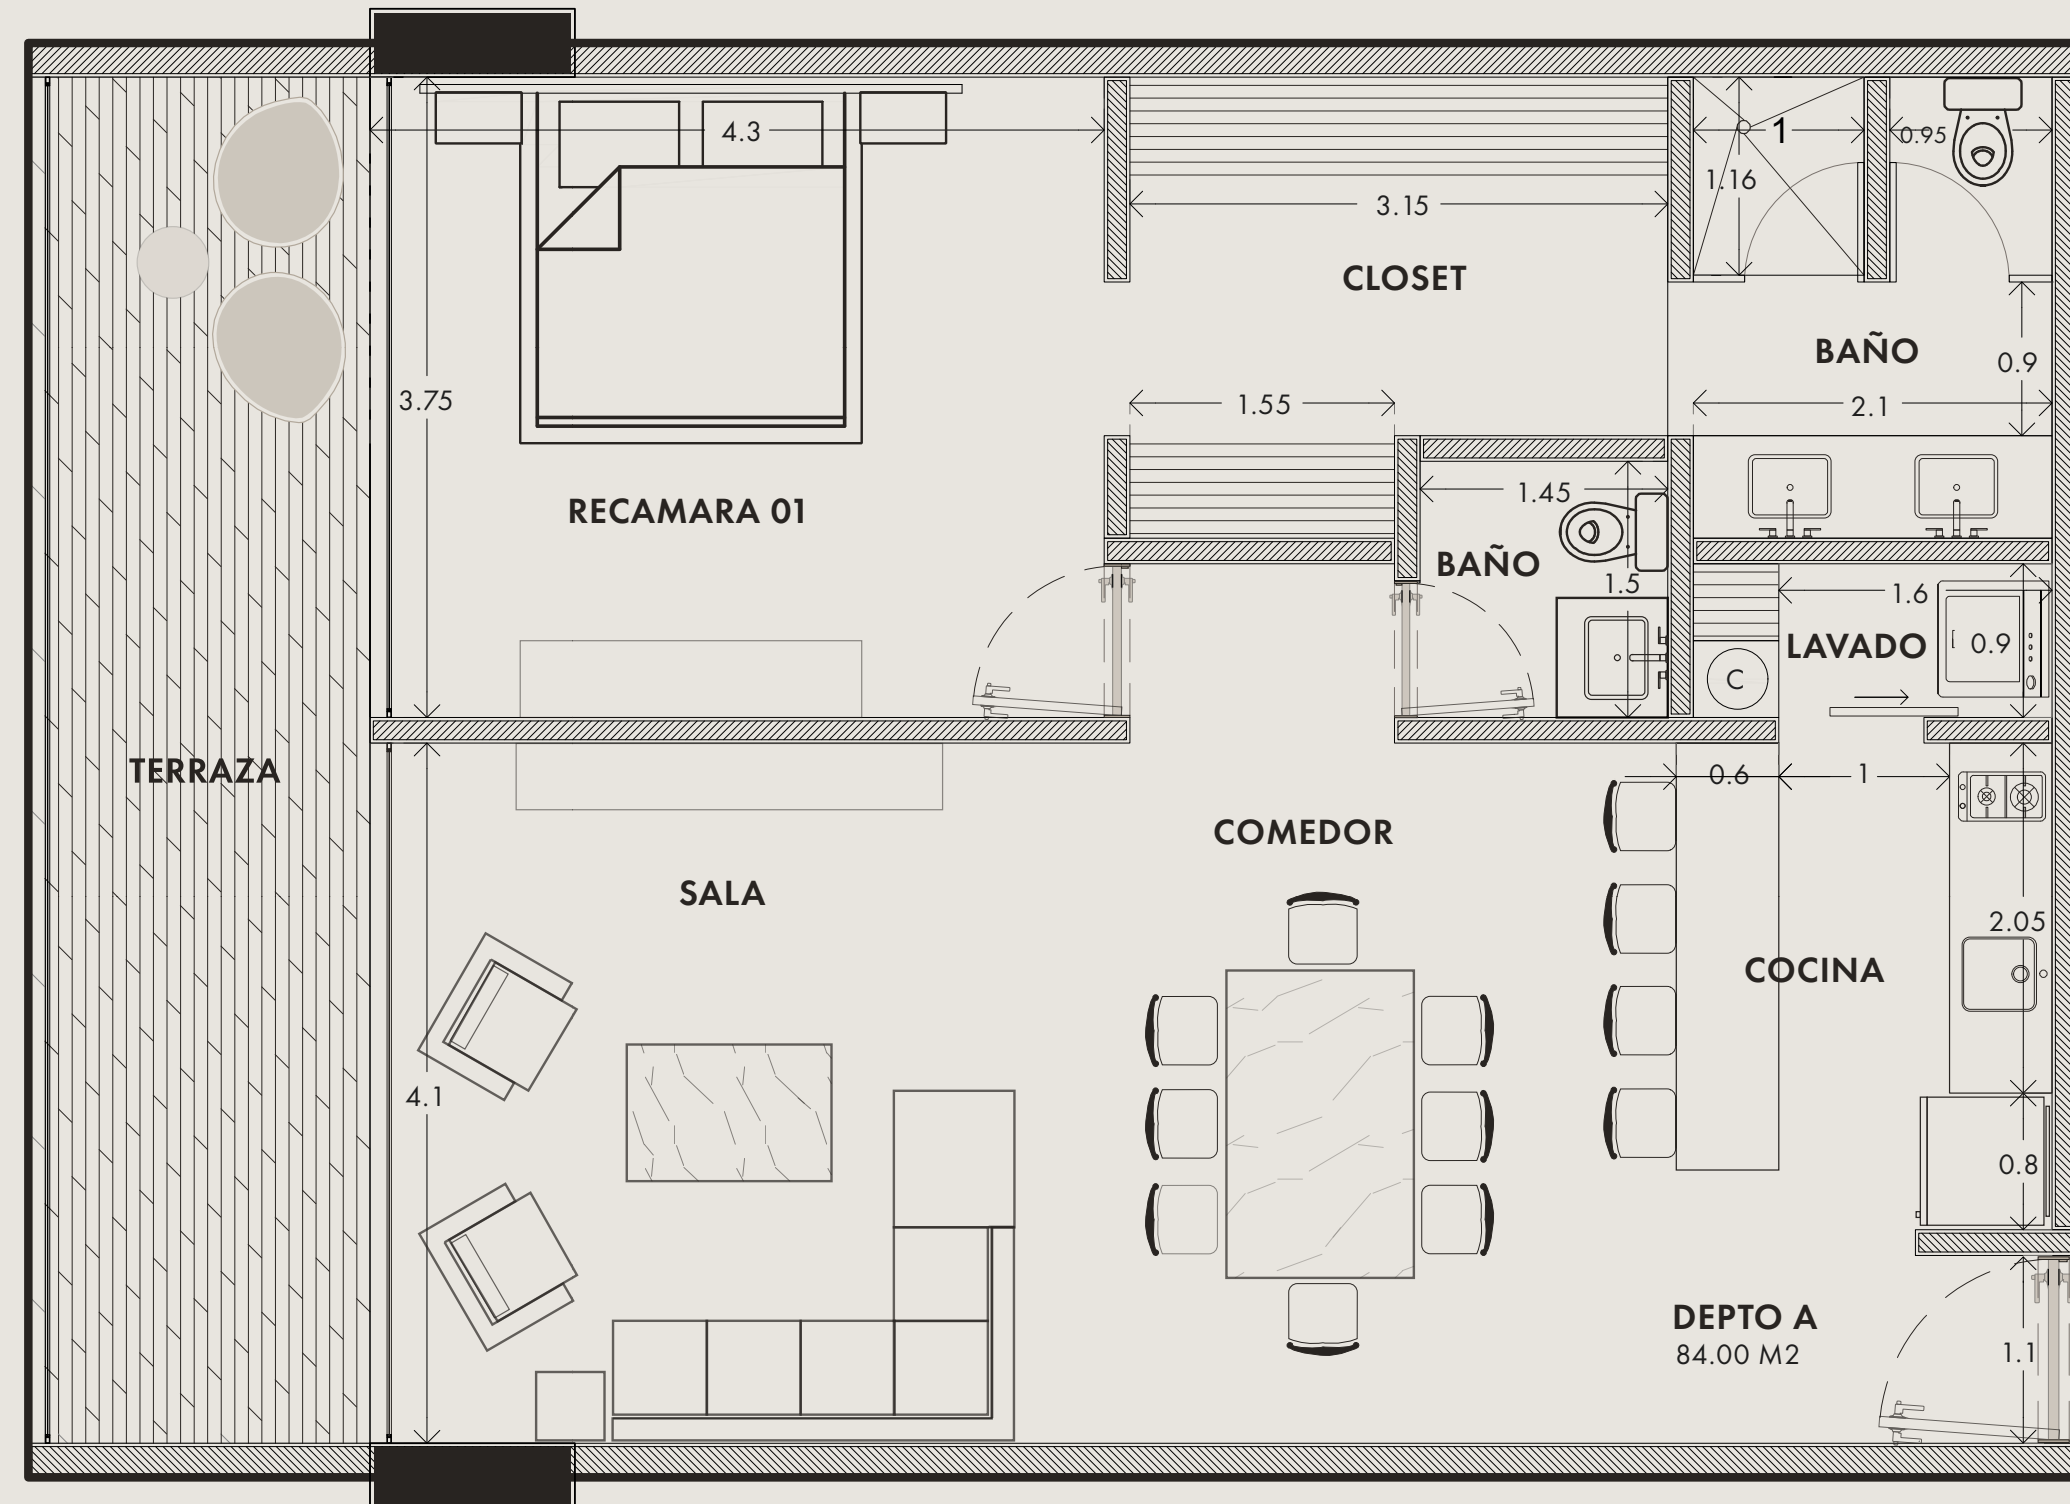 4.3
1
0.95
1.16
3.15
CLOSET
BAÑO
0.9
3.75
1.55
2.1
RECAMARA 01
1.45
BAÑO
1.5
1.6
LAVADO
0.9
C
TERRAZA
0.6
1
COMEDOR
SALA
2.05
COCINA
4.1
0.8
DEPTO A
84.00 M2
1.1